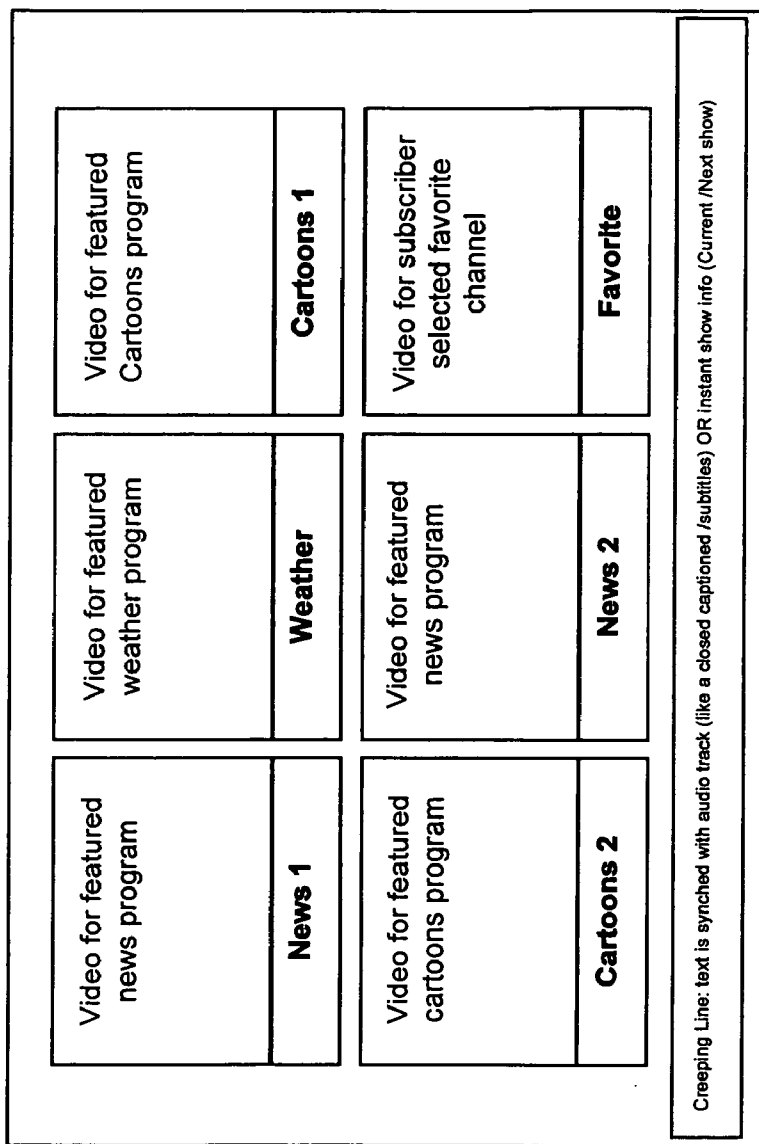 Video for featured
news program
News 1
Video for featured
weather program
Weather
Video for featured
Cartoons program
Cartoons 1
Video for featured
cartoons program
Cartoons 2
Video for featured
news program
News 2
Video for subscriber
selected favorite
channel
Favorite
Creeping Line: text is synched with audio track (like a closed captioned /subtitles) OR instant show info (Current /Next show)